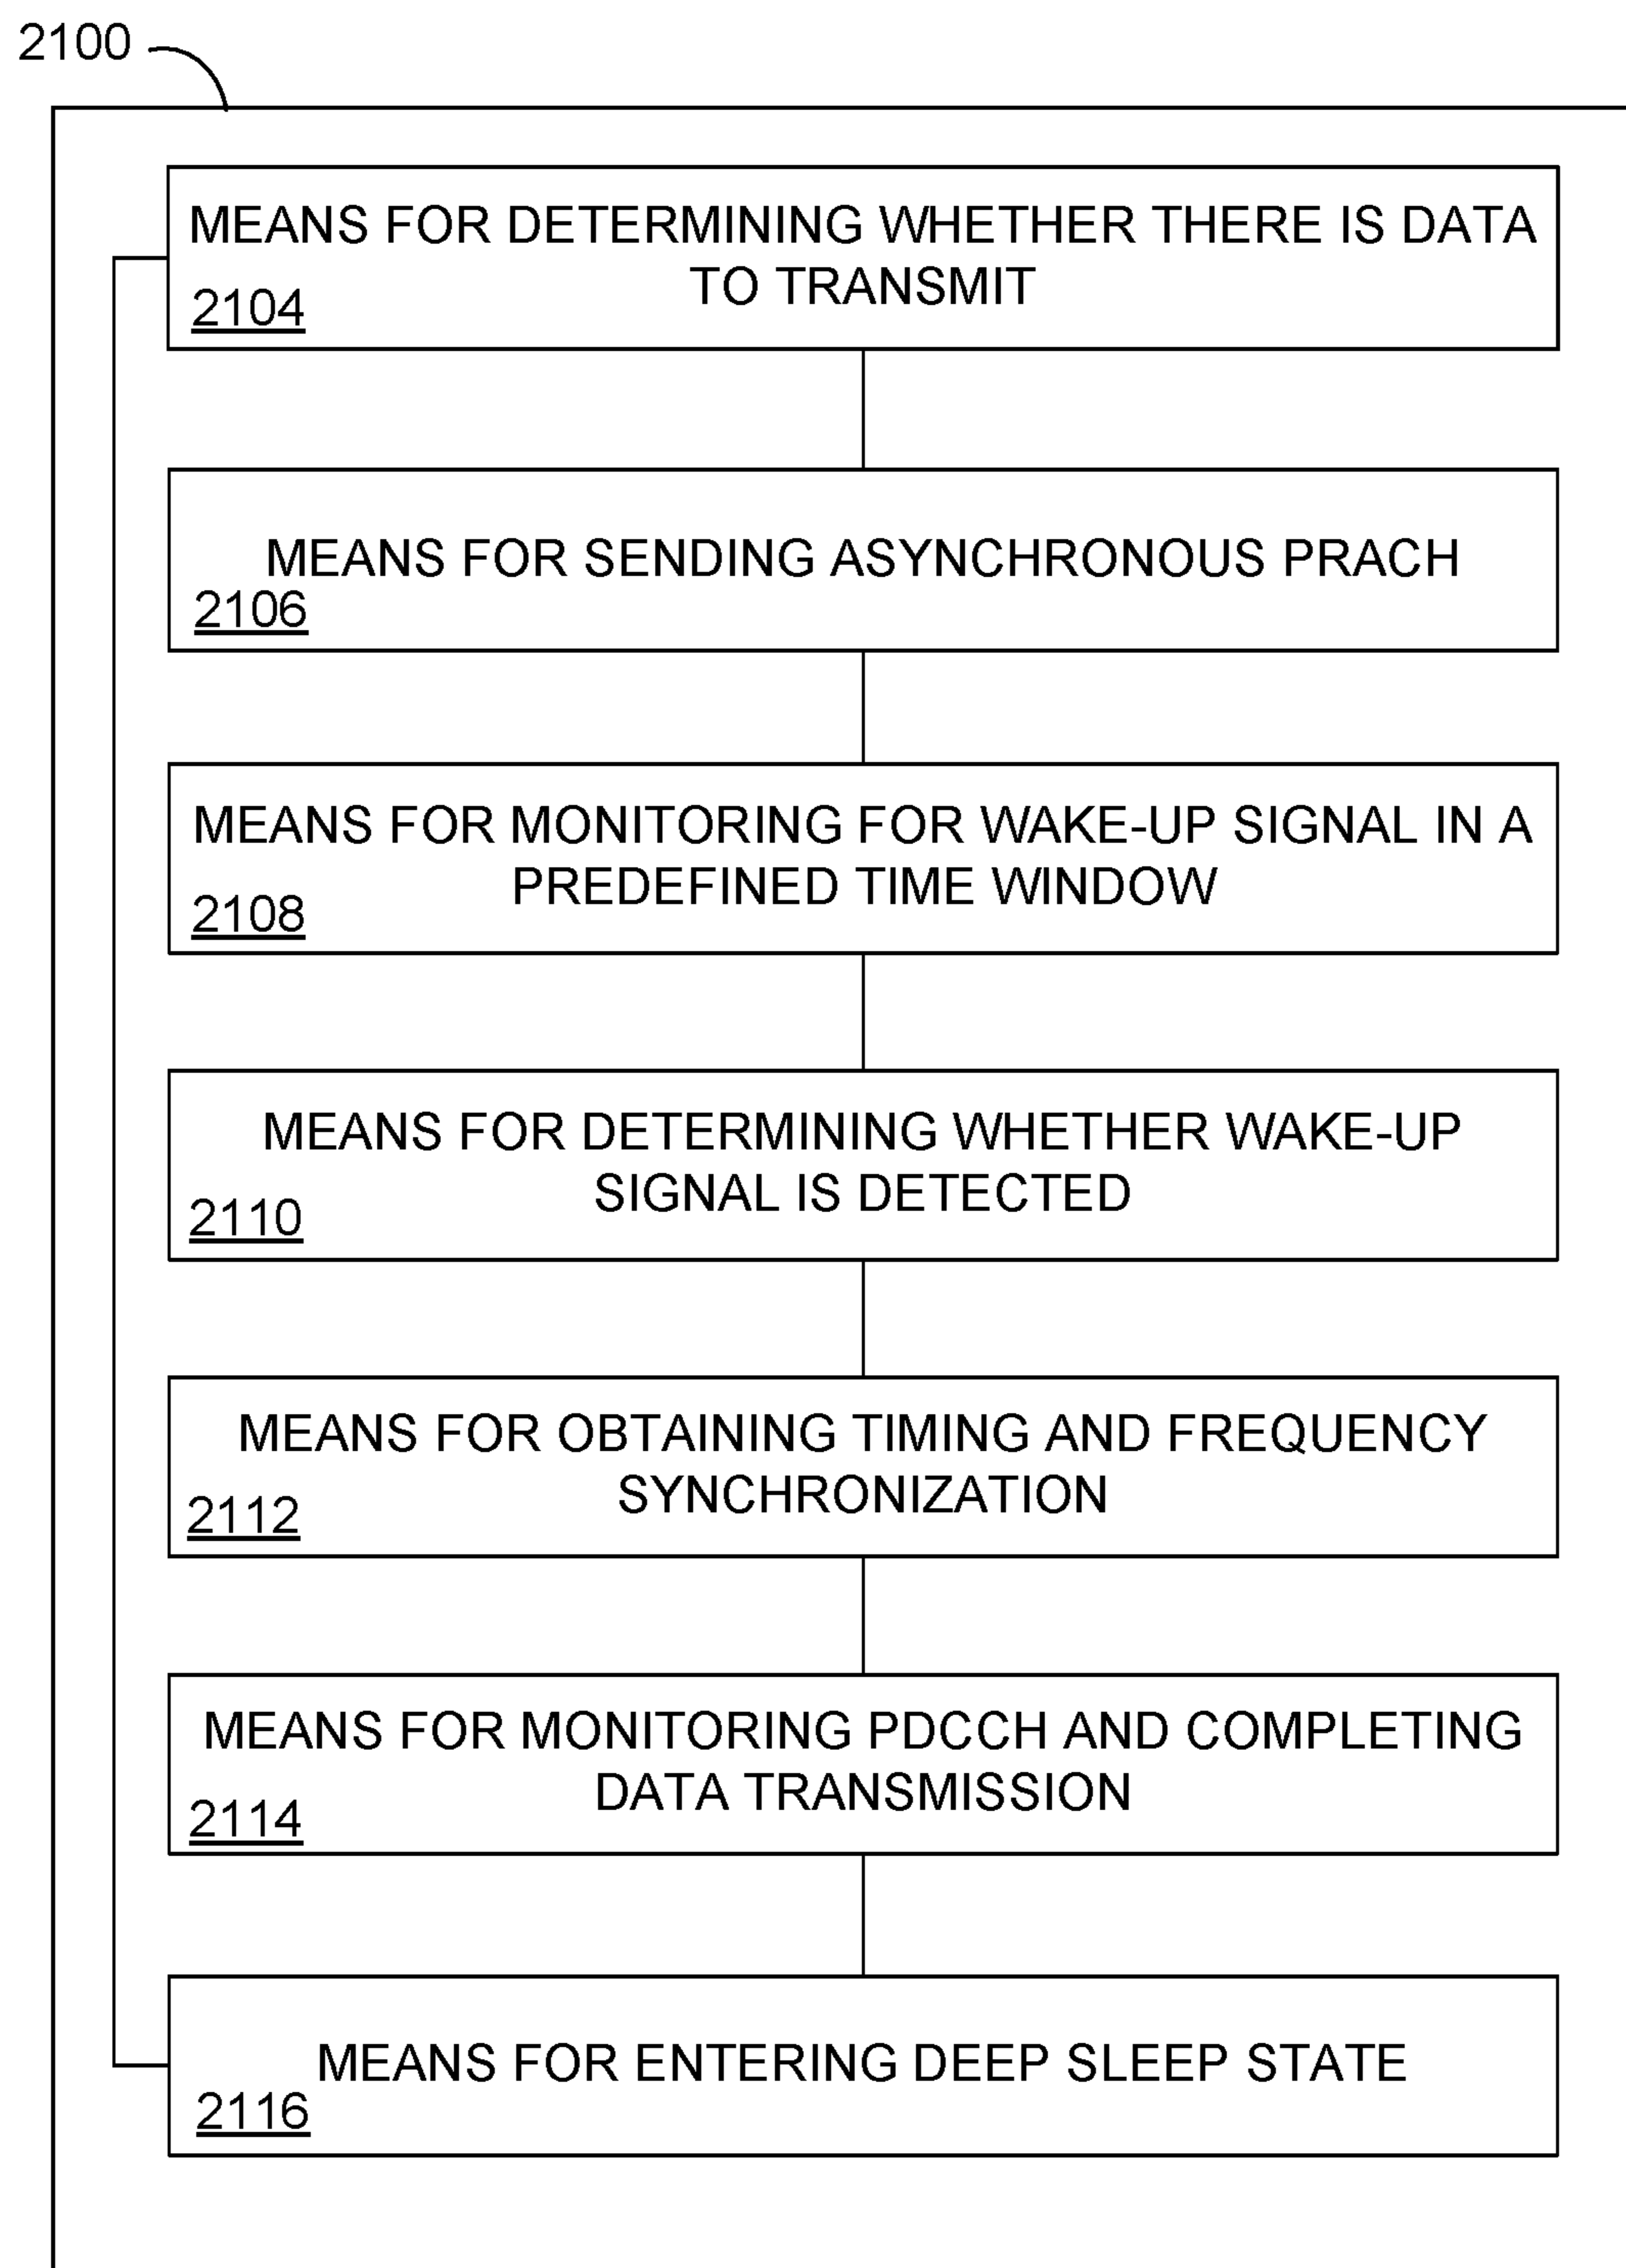 2100
MEANS FOR DETERMINING WHETHER THERE IS DATA
TO TRANSMIT
2104
MEANS FOR SENDING ASYNCHRONOUS PRACH
2106
MEANS FOR MONITORING FOR WAKE-UP SIGNAL IN A
PREDEFINED TIME WINDOW
2108
MEANS FOR DETERMINING WHETHER WAKE-UP
SIGNAL IS DETECTED
2110
MEANS FOR OBTAINING TIMING AND FREQUENCY
SYNCHRONIZATION
2112
MEANS FOR MONITORING PDCCH AND COMPLETING
DATA TRANSMISSION
2114
MEANS FOR ENTERING DEEP SLEEP STATE
2116